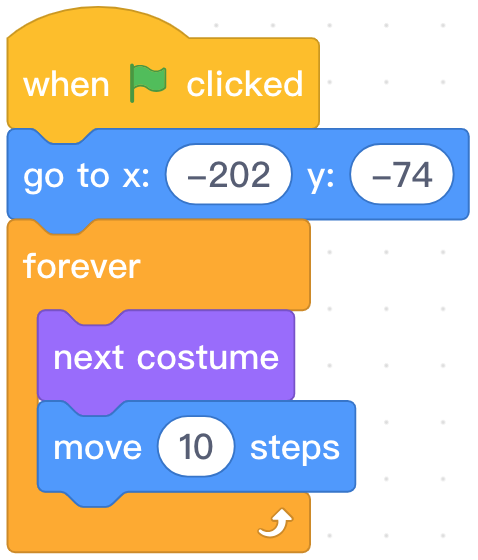 when clicked
go to x: −202 y: −74
forever
next costume
move 10 steps